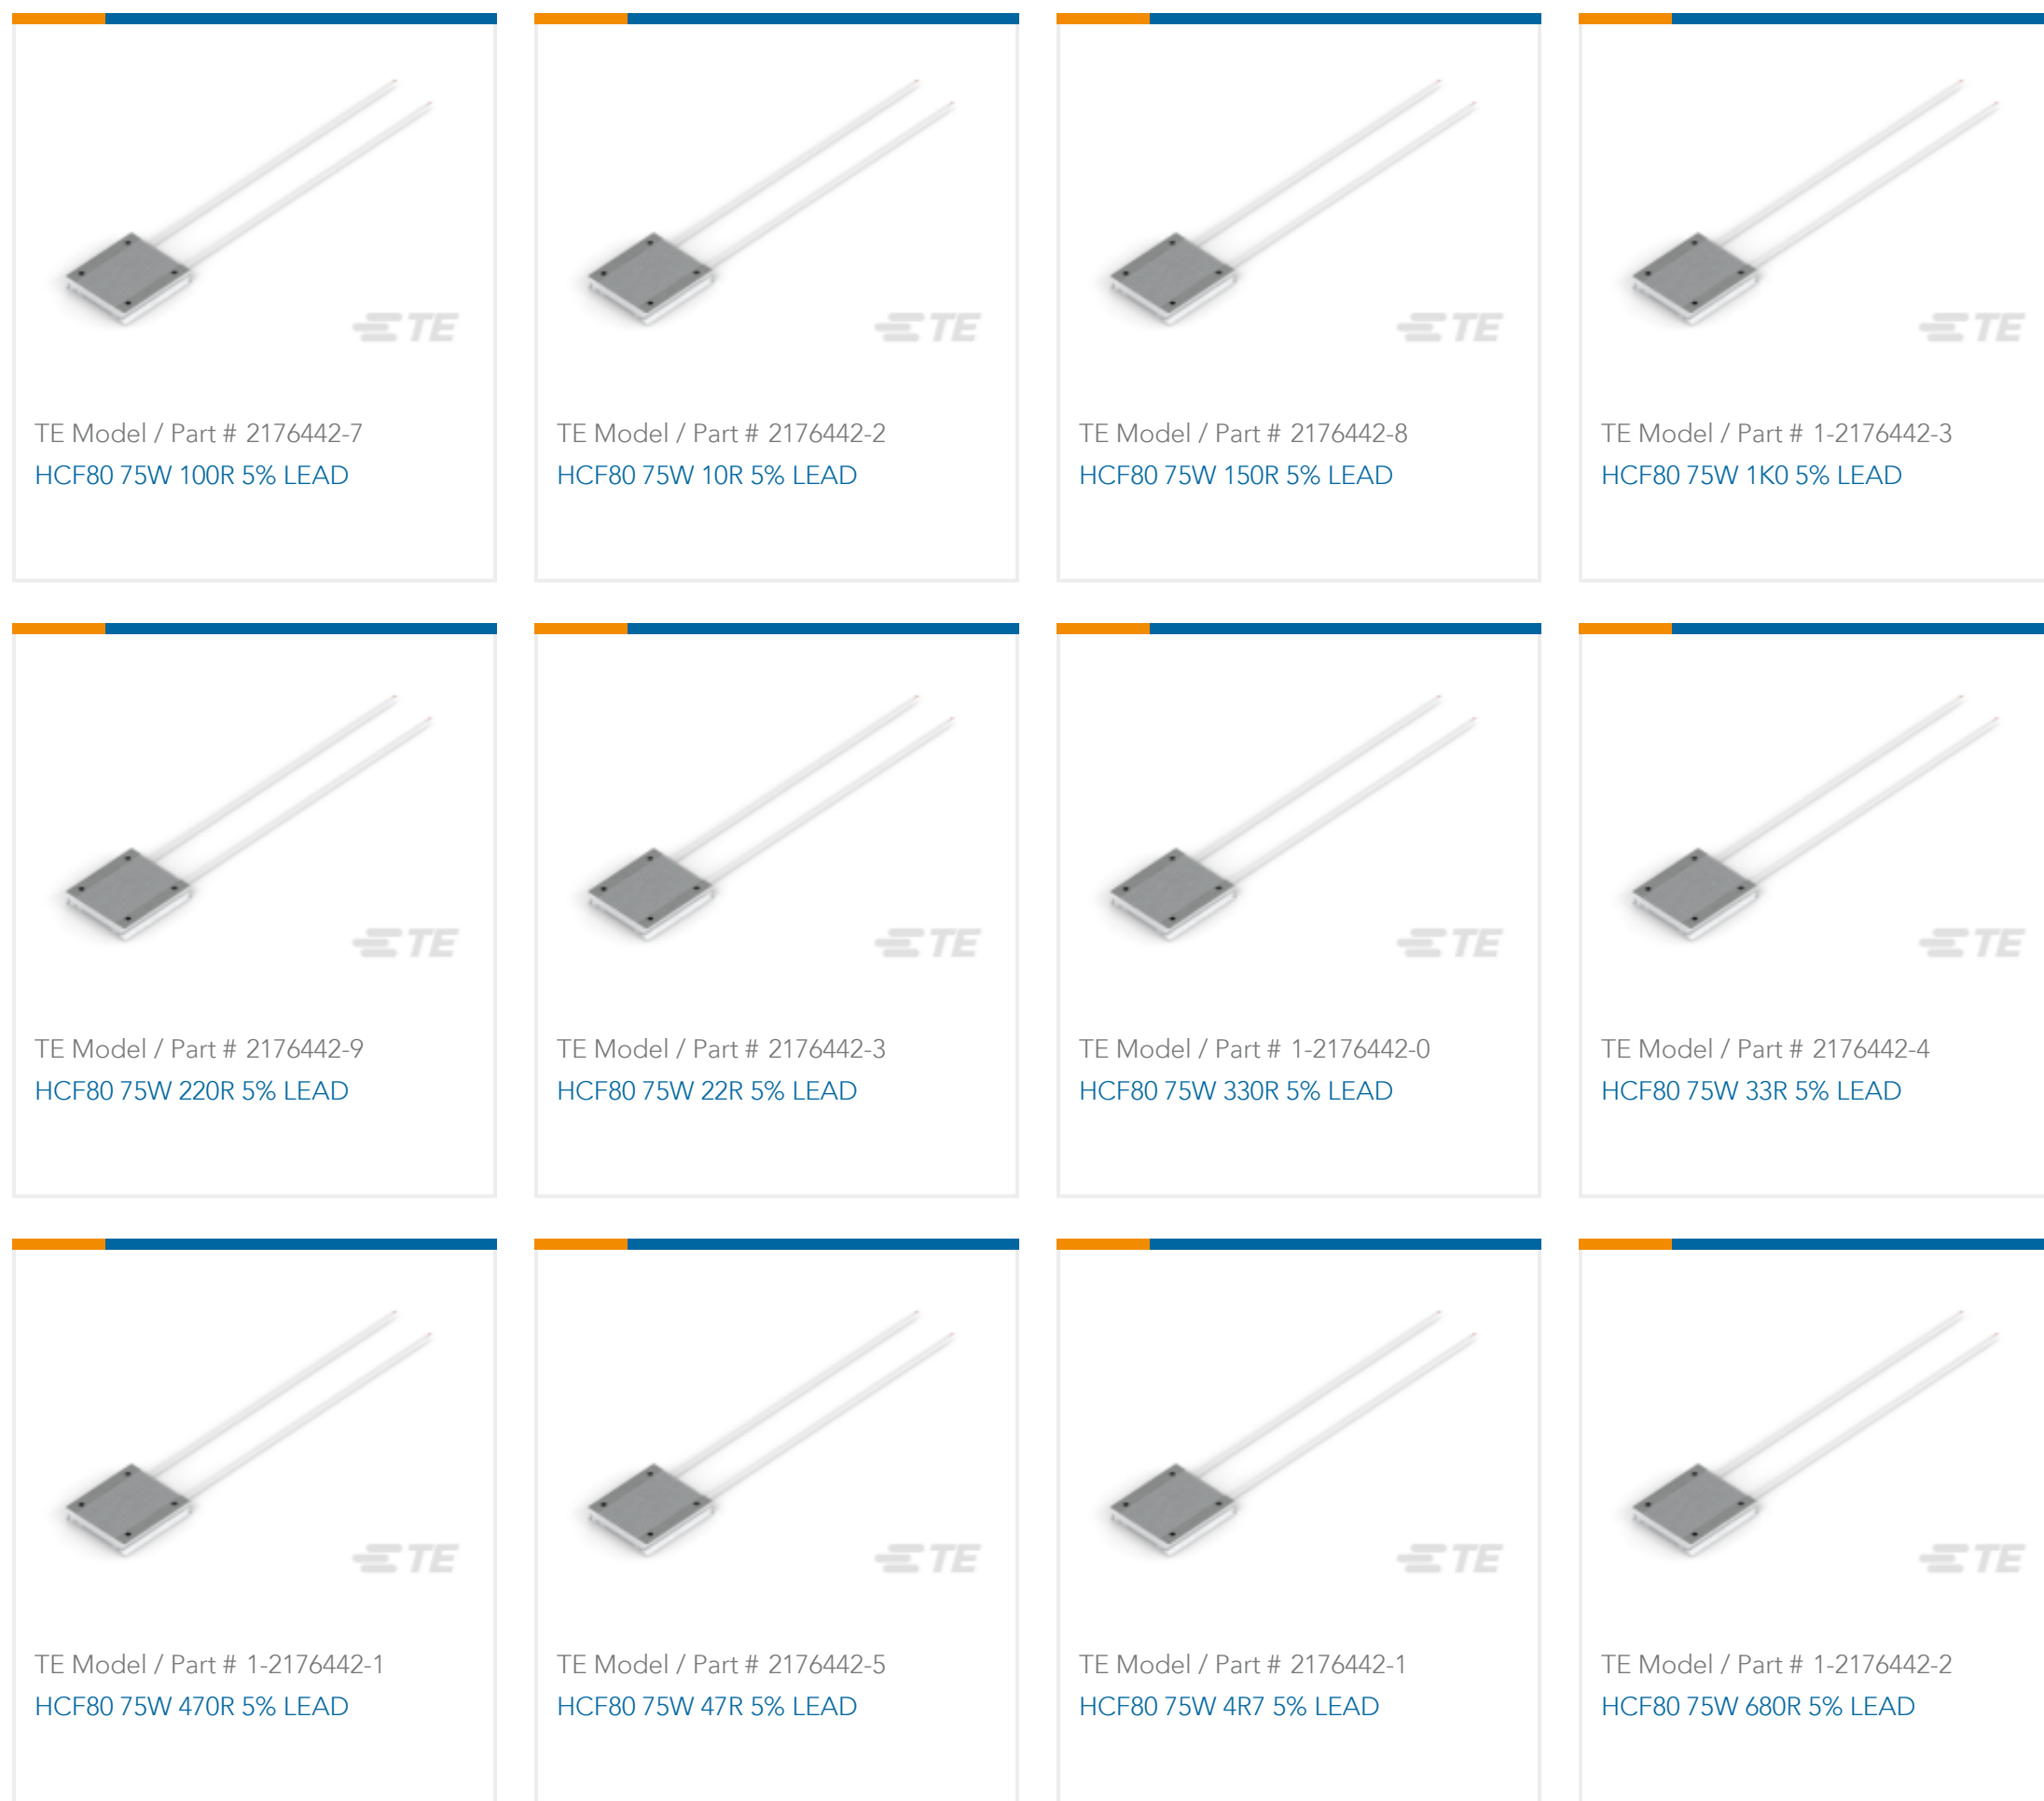 TE
TE
TE
TE
TE Model / Part # 2176442-7
HCF80 75W 100R 5% LEAD
TE Model / Part # 2176442-2
HCF80 75W 10R 5% LEAD
TE Model / Part # 2176442-8
HCF80 75W 150R 5% LEAD
TE Model / Part # 1-2176442-3
HCF80 75W 1K0 5% LEAD
TE
TE
TE
TE
TE Model / Part # 2176442-9
HCF80 75W 220R 5% LEAD
TE Model / Part # 2176442-3
HCF80 75W 22R 5% LEAD
TE Model / Part # 1-2176442-0
HCF80 75W 330R 5% LEAD
TE Model / Part # 2176442-4
HCF80 75W 33R 5% LEAD
TE
TE
TE
TE
TE Model / Part # 1-2176442-1
HCF80 75W 470R 5% LEAD
TE Model / Part # 2176442-5
HCF80 75W 47R 5% LEAD
TE Model / Part # 2176442-1
HCF80 75W 4R7 5% LEAD
TE Model / Part # 1-2176442-2
HCF80 75W 680R 5% LEAD